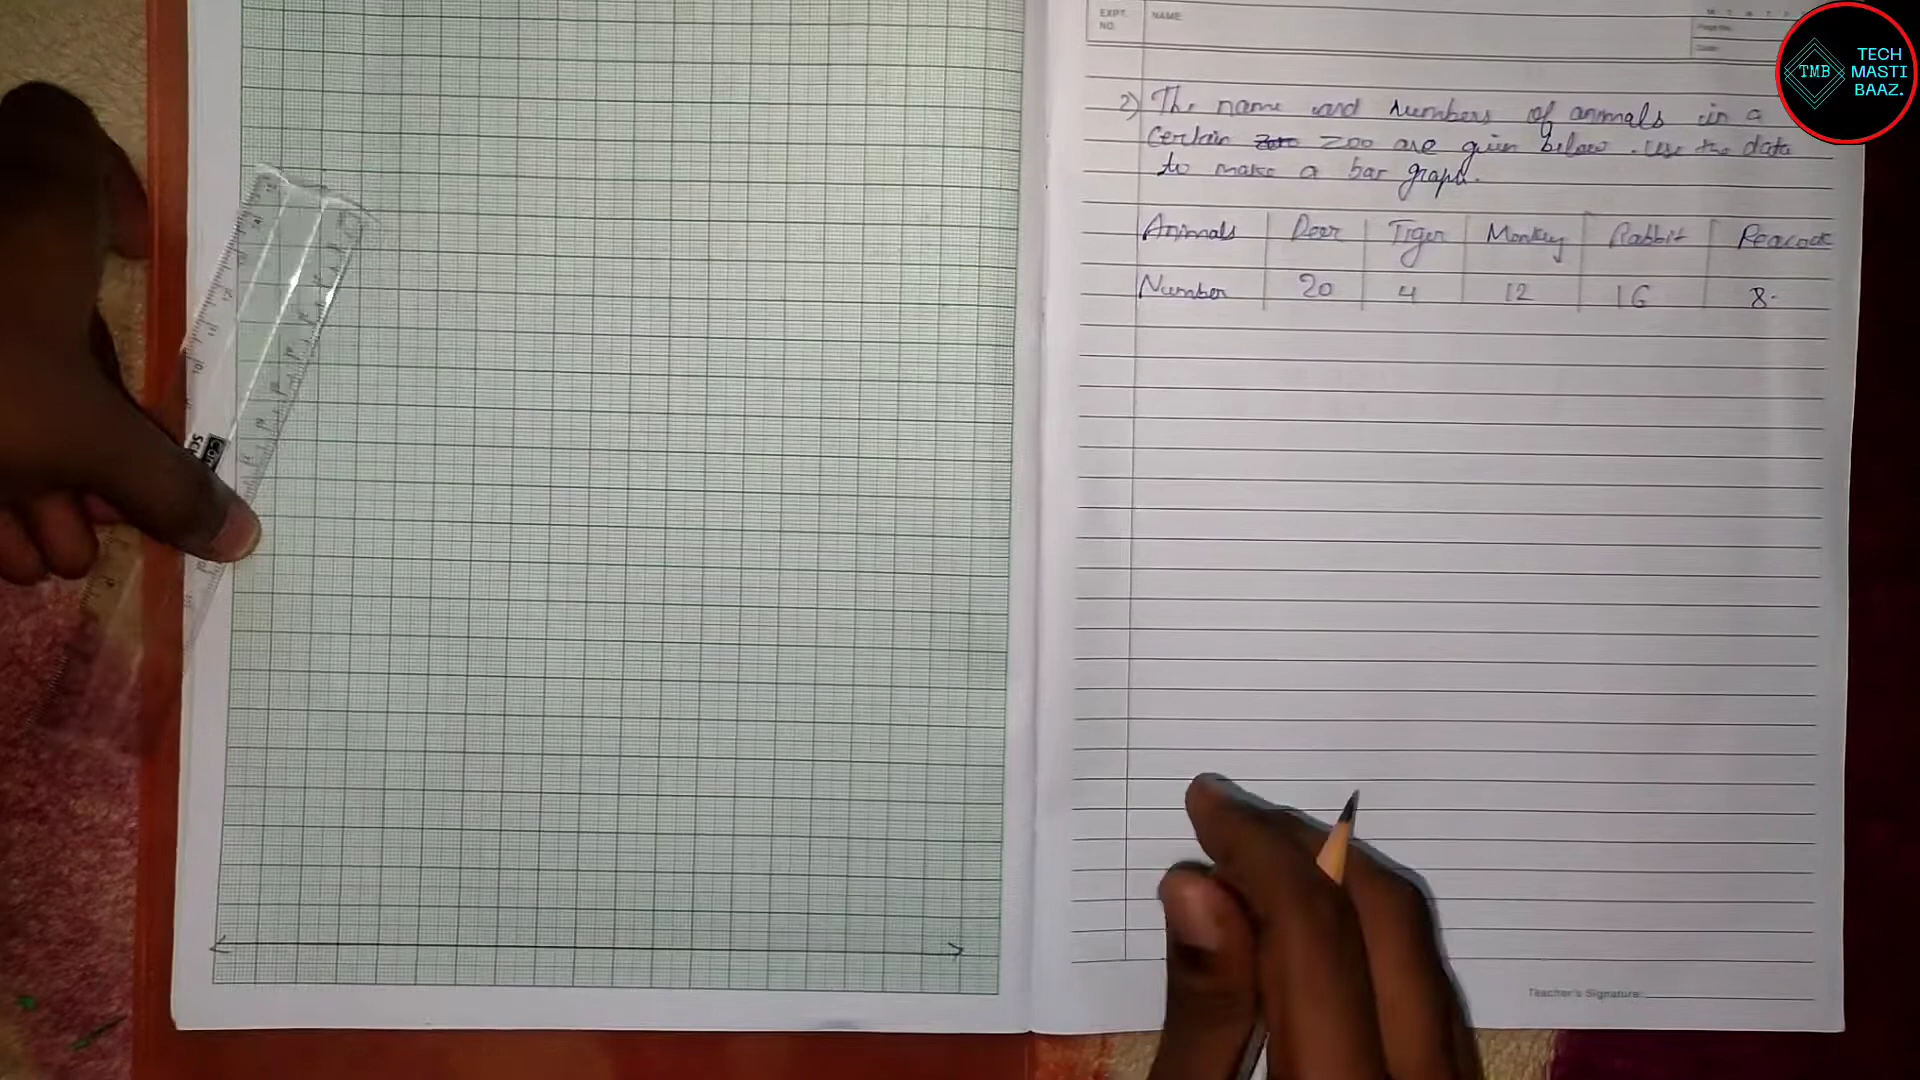 EXPT. NO. NAME
TMB TECH MASTI BAAZ.
2) The name and numbers of animals in a
certain zoo are given below. Use the data
to make a bar graph.
Animals Deer Tiger Monkey Rabbit Peacock
Number 20 4 12 16 8
Teacher's Signature: